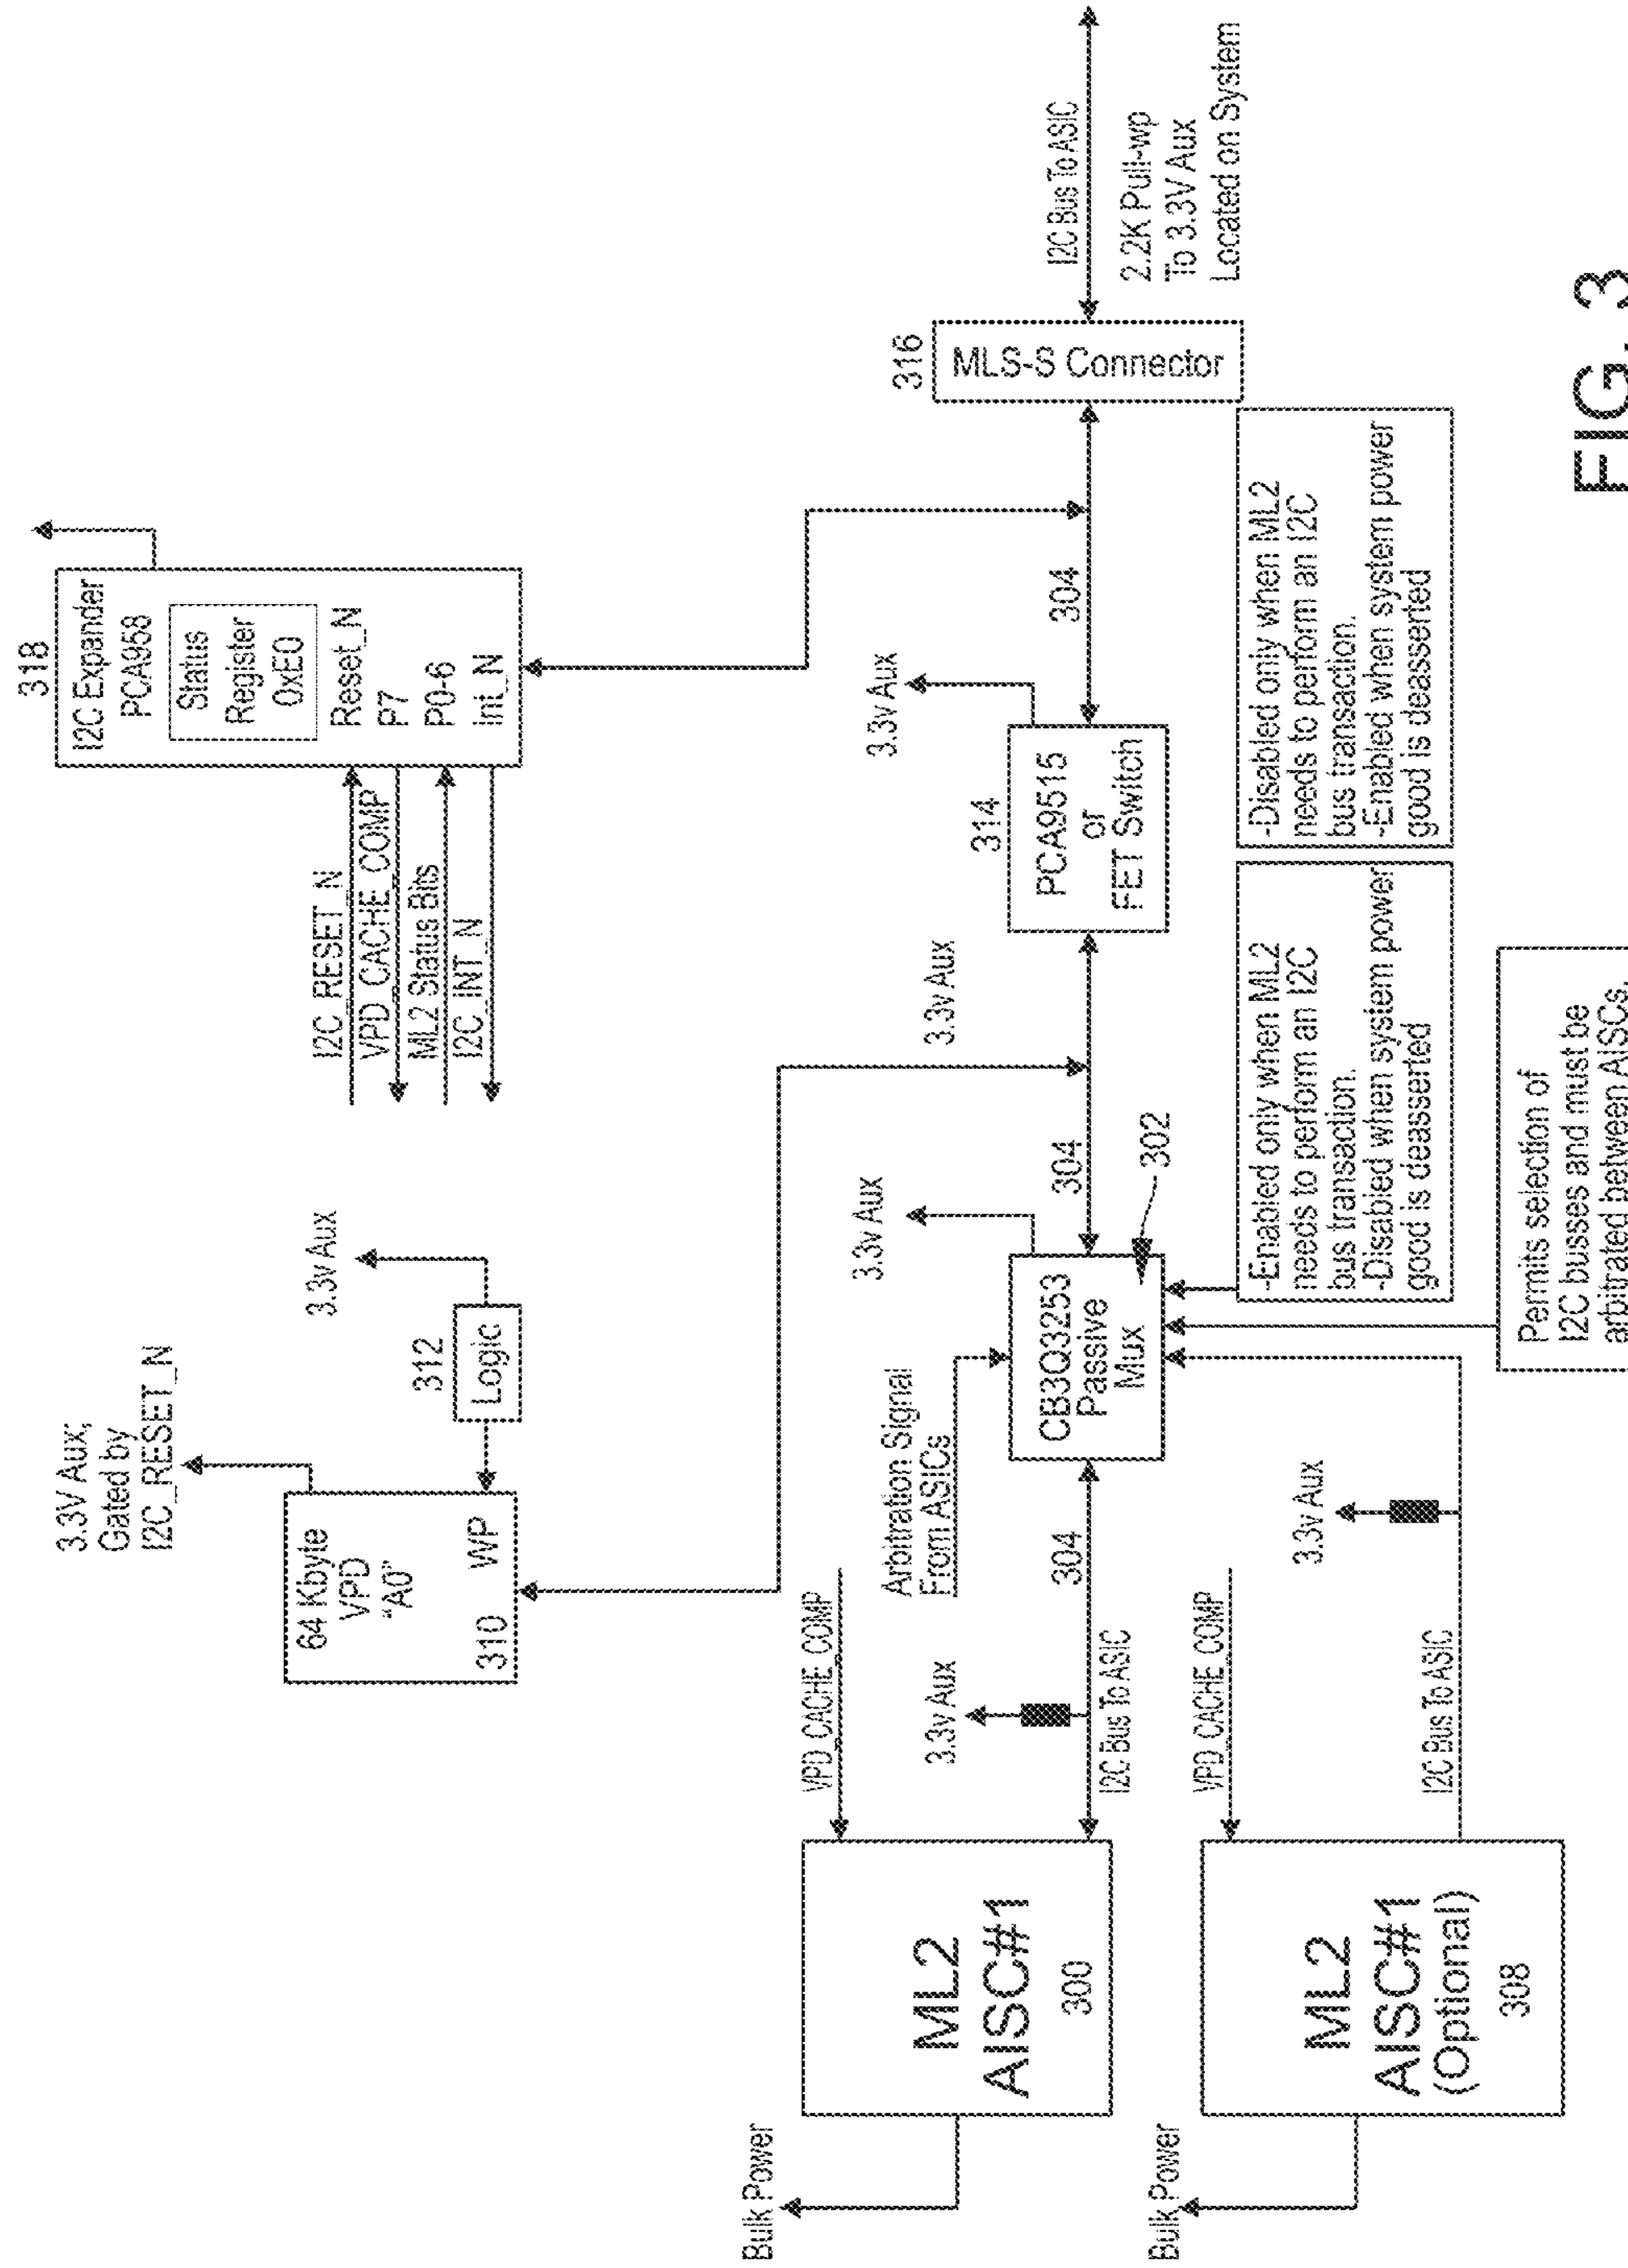 318
I2C Expander
PCA958
Status
Register
0xE0
Reset_N
P7
P0-6
Int_N
I2C_RESET_N
VPD_CACHE_COMP
ML2 Status Bits
I2C_INT_N
3.3V Aux,
Gated by
I2C_RESET_N
64 Kbyte
VPD
"A0"
310 WP
312
Logic
3.3v Aux
VPD_CACHE_COMP
Bulk Power
ML2
AISC#1
300
3.3v Aux
I2C Bus To ASIC
304
Arbitration Signal
From ASICs
3.3v Aux
CB3Q3253
Passive
Mux
302
304
3.3v Aux
314
PCA9515
or
FET Switch
3.3v Aux
304
316
MLS-S Connector
I2C Bus To ASIC
2.2K Pull-wp
To 3.3V Aux
Located on System
VPD_CACHE_COMP
Bulk Power
ML2
AISC#1
(Optional)
308
3.3v Aux
I2C Bus To ASIC
-Enabled only when ML2
needs to perform an I2C
bus transaction.
-Disabled when system power
good is deasserted
-Disabled only when ML2
needs to perform an I2C
bus transaction.
-Enabled when system power
good is deasserted
Permits selection of
I2C busses and must be
arbitrated between AISCs.
FIG. 3